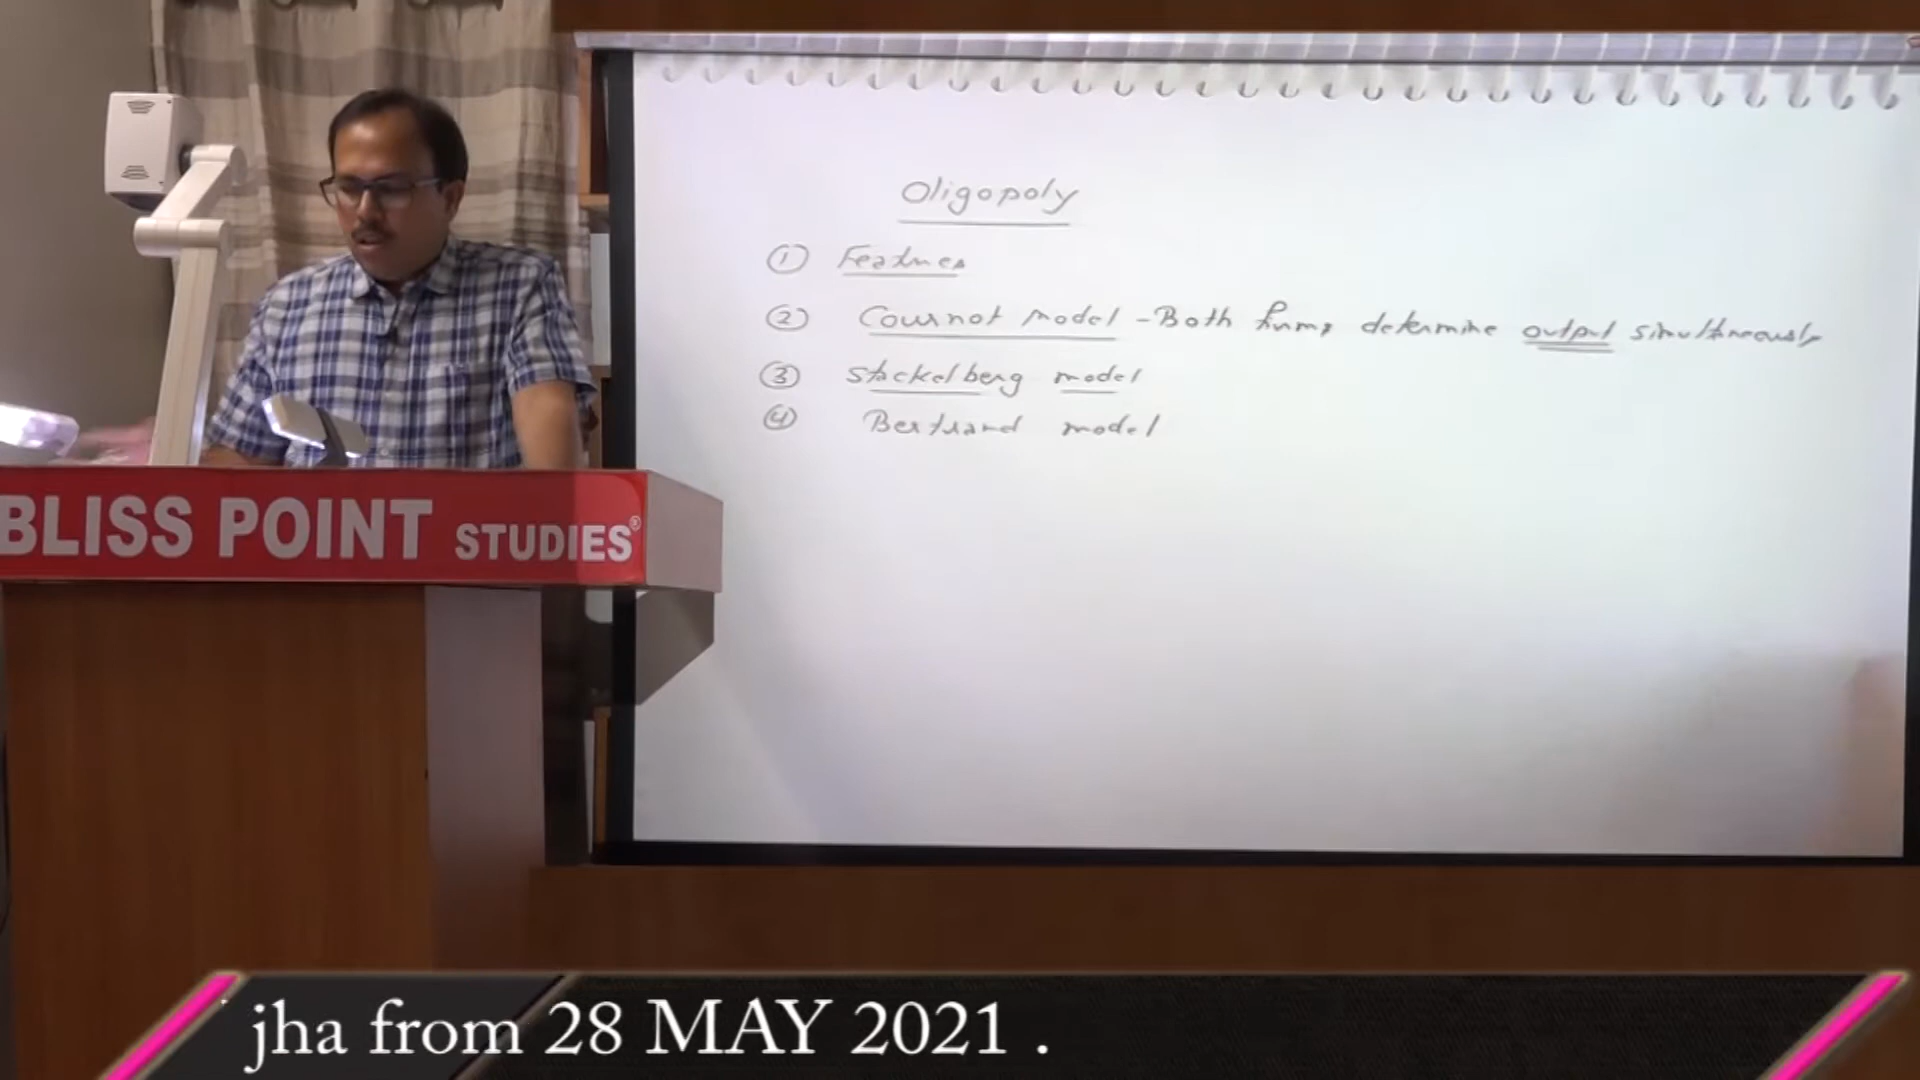 Oligopoly
① Features
② Cournot model - Both firms determine output simultaneously
③ Stackelberg model
④ Bertrand model
BLISS POINT STUDIES®
jha from 28 MAY 2021 .